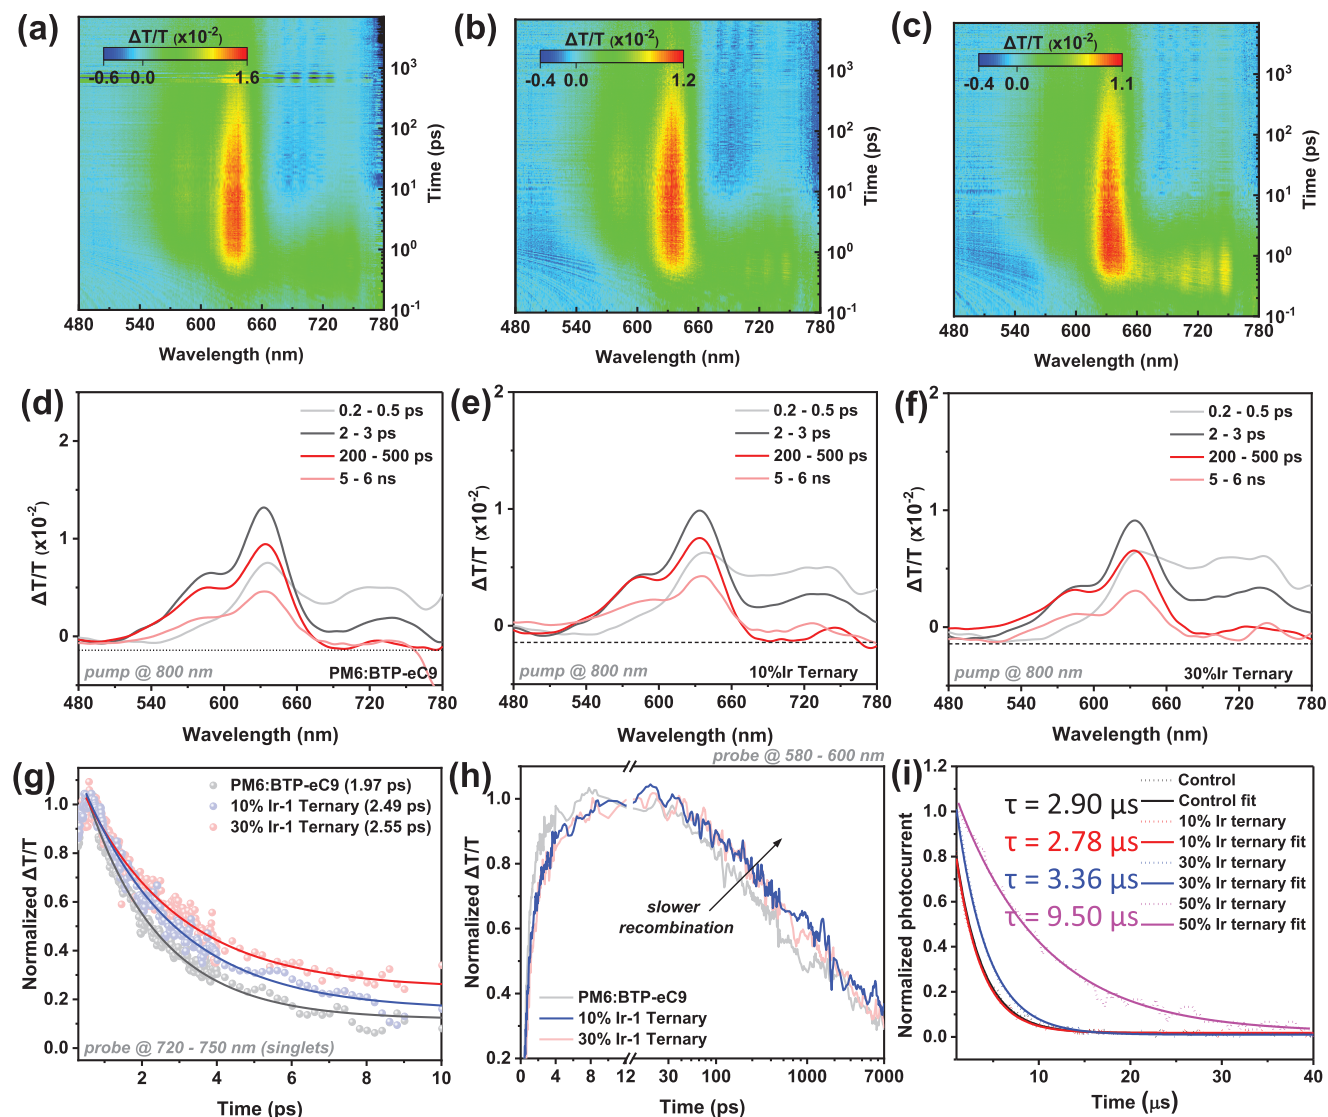 (a)
ΔT/T (x10-2)
-0.6 0.0 1.6
103
102
101
100
10-1
Time (ps)
480 540 600 660 720 780
Wavelength (nm)
(b)
ΔT/T (x10-2)
-0.4 0.0 1.2
103
102
101
100
10-1
Time (ps)
480 540 600 660 720 780
Wavelength (nm)
(c)
ΔT/T (x10-2)
-0.4 0.0 1.1
103
102
101
100
10-1
Time (ps)
480 540 600 660 720 780
Wavelength (nm)
(d)
0.2 - 0.5 ps
2 - 3 ps
200 - 500 ps
5 - 6 ns
2
1
0
ΔT/T (x10-2)
pump @ 800 nm
PM6:BTP-eC9
480 540 600 660 720 780
Wavelength (nm)
(e)
0.2 - 0.5 ps
2 - 3 ps
200 - 500 ps
5 - 6 ns
2
1
0
ΔT/T (x10-2)
pump @ 800 nm
10%Ir Ternary
480 540 600 660 720 780
Wavelength (nm)
(f)
0.2 - 0.5 ps
2 - 3 ps
200 - 500 ps
5 - 6 ns
2
1
0
ΔT/T (x10-2)
pump @ 800 nm
30%Ir Ternary
480 540 600 660 720 780
Wavelength (nm)
(g)
PM6:BTP-eC9 (1.97 ps)
10% Ir-1 Ternary (2.49 ps)
30% Ir-1 Ternary (2.55 ps)
1.0
0.8
0.6
0.4
0.2
0.0
Normalized ΔT/T
probe @ 720 - 750 nm (singlets)
2 4 6 8 10
Time (ps)
probe @ 580 - 600 nm
(h)
1.0
0.8
0.6
0.4
0.2
Normalized ΔT/T
slower
recombination
PM6:BTP-eC9
10% Ir-1 Ternary
30% Ir-1 Ternary
0 4 8 12 30 100 1000 7000
Time (ps)
(i)
1.2
1.0
0.8
0.6
0.4
0.2
0.0
Normalized photocurrent
τ = 2.90 μs
τ = 2.78 μs
τ = 3.36 μs
τ = 9.50 μs
Control
Control fit
10% Ir ternary
10% Ir ternary fit
30% Ir ternary
30% Ir ternary fit
50% Ir ternary
50% Ir ternary fit
10 20 30 40
Time (μs)